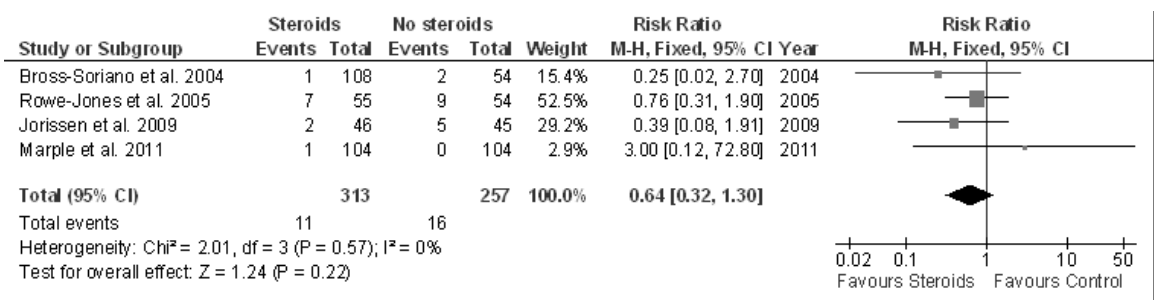 Steroids No steroids Risk Ratio Risk Ratio
Study or Subgroup Events Total Events Total Weight M-H, Fixed, 95% CI Year M-H, Fixed, 95% CI
Bross-Soriano et al. 2004 1 108 2 54 15.4% 0.25 [0.02, 2.70] 2004
Rowe-Jones et al. 2005 7 55 9 54 52.5% 0.76 [0.31, 1.90] 2005
Jorissen et al. 2009 2 46 5 45 29.2% 0.39 [0.08, 1.91] 2009
Marple et al. 2011 1 104 0 104 2.9% 3.00 [0.12, 72.80] 2011
Total (95% CI) 313 257 100.0% 0.64 [0.32, 1.30]
Total events 11 16
Heterogeneity: Chi² = 2.01, df = 3 (P = 0.57); I² = 0%
Test for overall effect: Z = 1.24 (P = 0.22)
0.02 0.1 1 10 50
Favours Steroids Favours Control